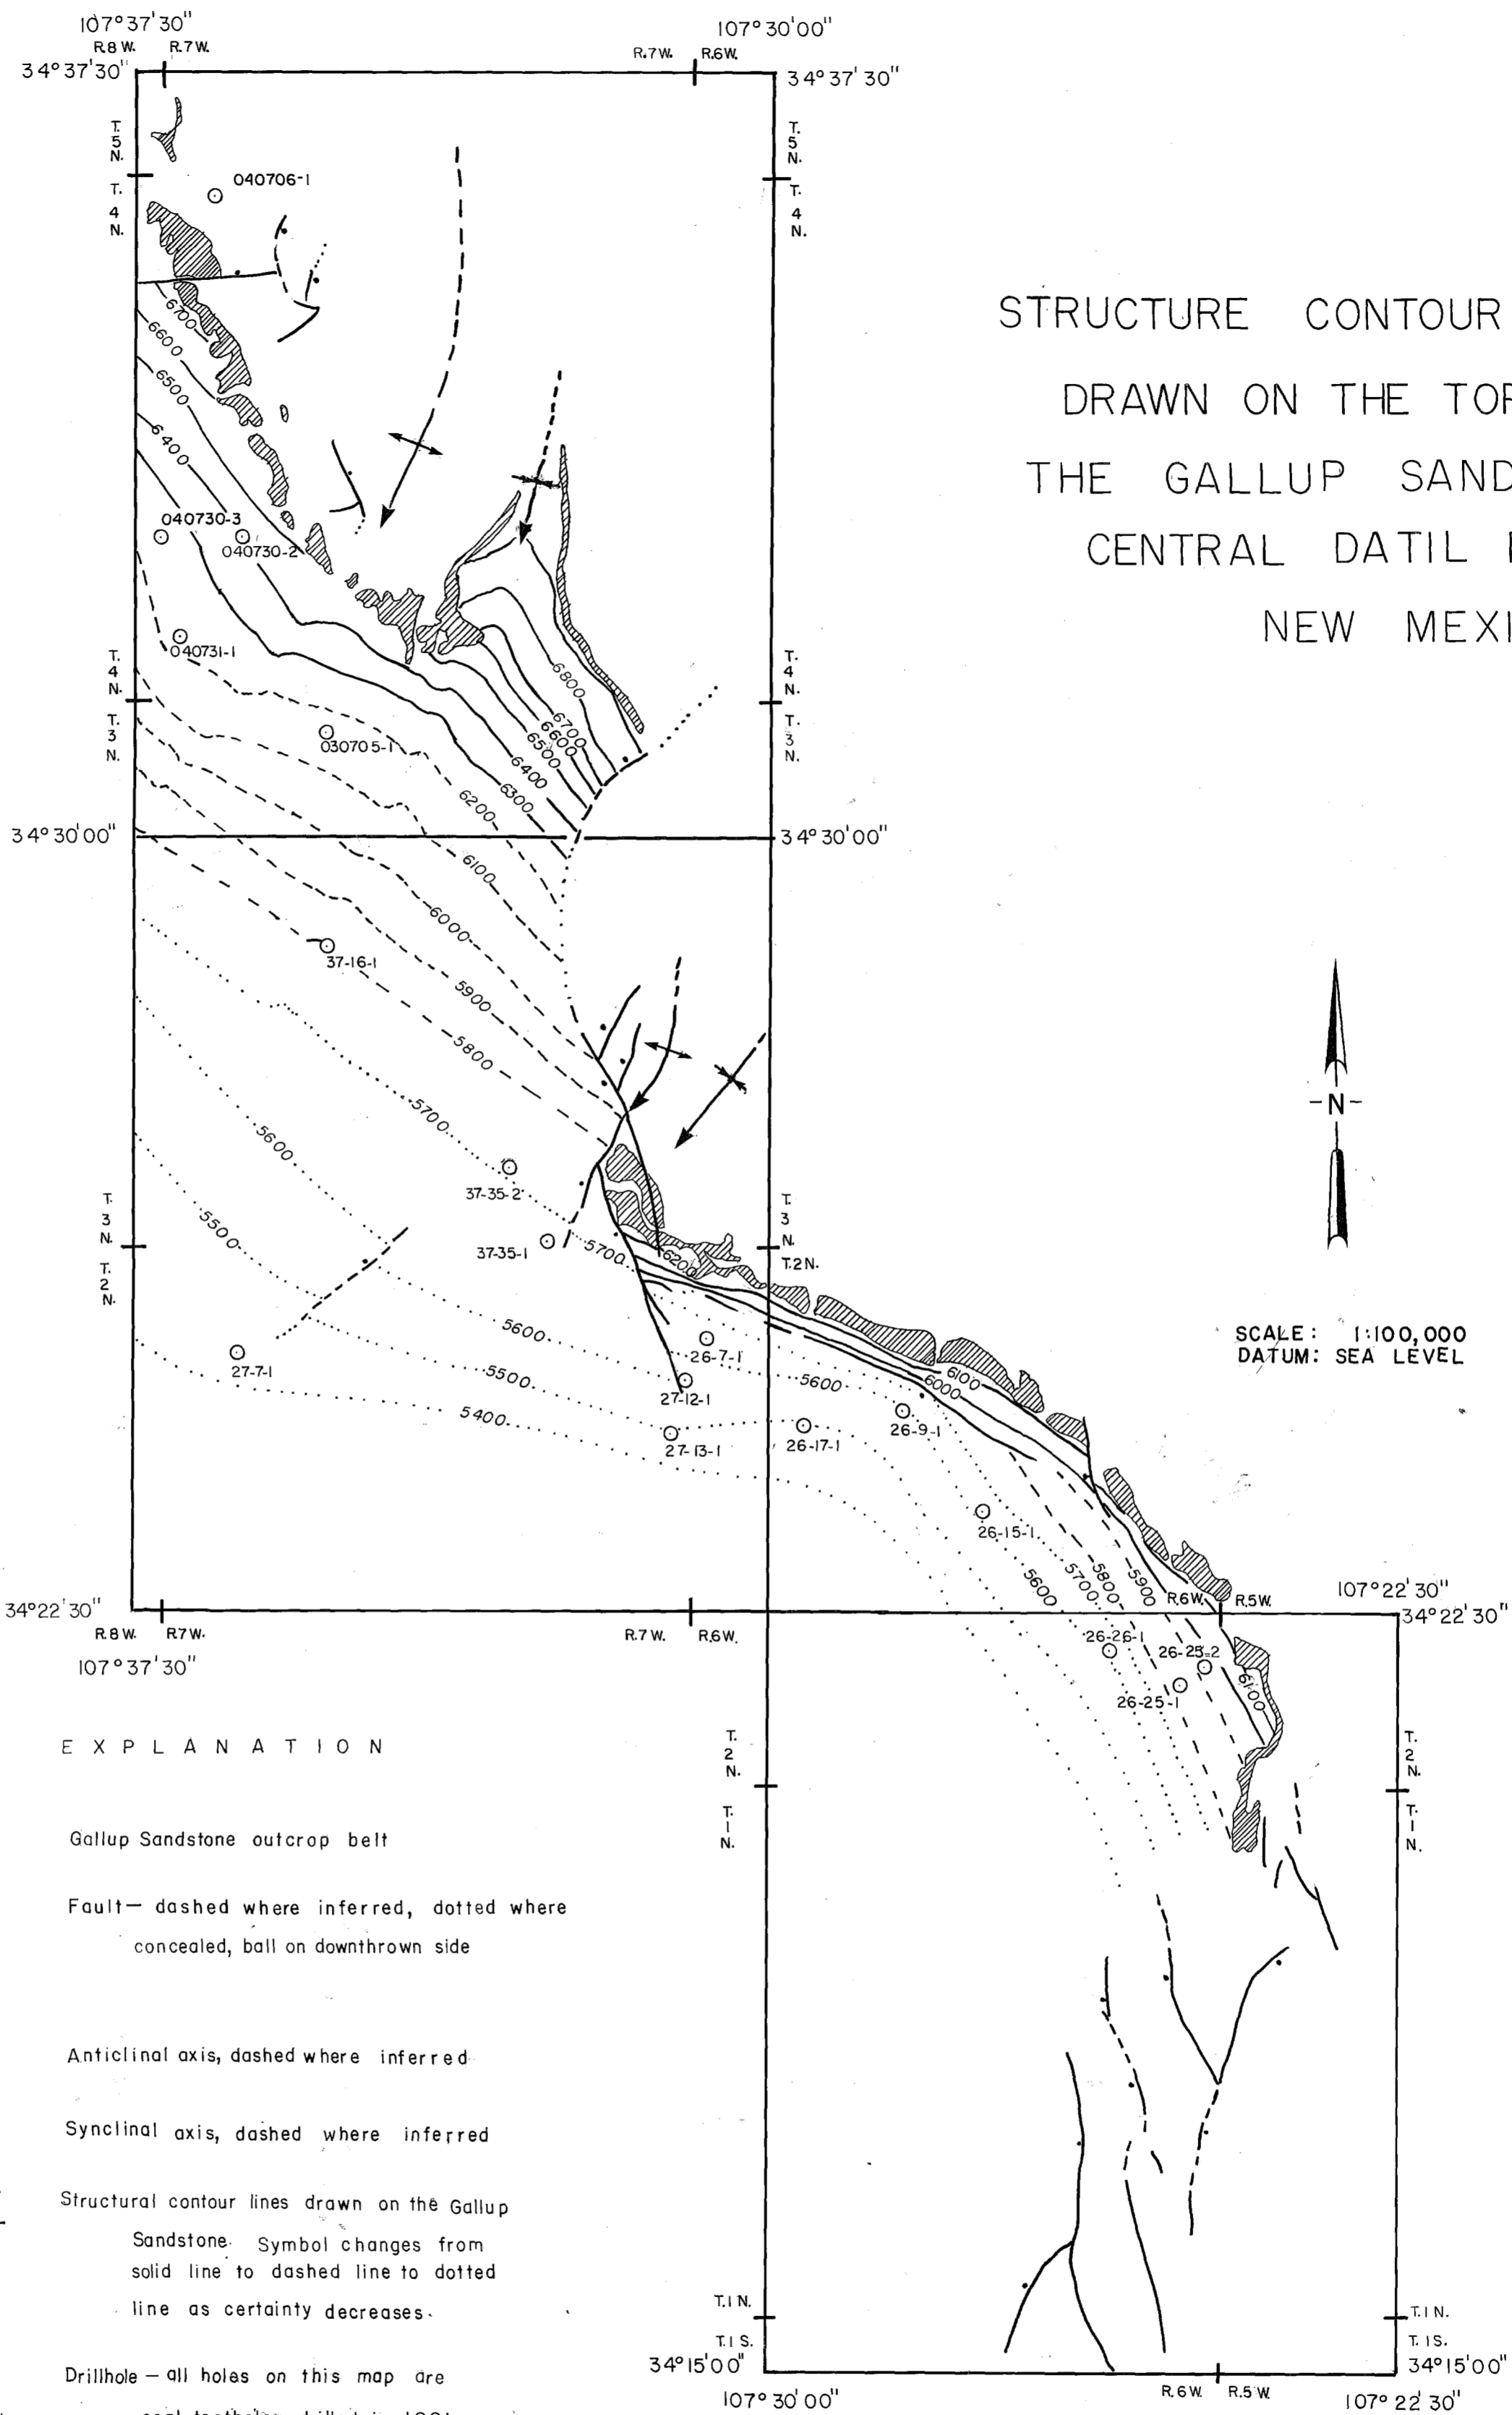 107°37'30"
107°30'00"
R.8W. R.7W.
R.7W. R.6W.
34°37'30"
34°37'30"
T.5N.
T.5N.
T.4N.
T.4N.
040706-1
6700
6600
6500
6400
040730-3
040730-2
040731-1
T.4N.
T.3N.
T.4N.
T.3N.
030705-1
6800
6700
6600
6500
6400
6300
6200
34°30'00"
34°30'00"
6100
6000
5900
5800
37-16-1
5700
5600
5500
37-35-2
37-35-1
T.3N.
T.2N.
T.3N.
T.2N.
5700
6200
5600
5500
5400
27-7-1
26-7-1
27-12-1
27-13-1
5600
26-17-1
26-9-1
6100
6000
26-15-1
5600
5700
5800
5900
R.6W. R.5W.
107°22'30"
34°22'30"
34°22'30"
R.8W. R.7W.
R.7W. R.6W.
107°37'30"
26-26-1
26-25-2
26-25-1
6100
T.2N.
T.1N.
T.2N.
T.1N.
T.1N.
T.1S.
T.1N.
T.1S.
34°15'00"
34°15'00"
107°30'00"
R.6W. R.5W.
107°22'30"
STRUCTURE CONTOUR
DRAWN ON THE
THE GALLUP
CENTRAL DATIL
NEW
-N-
SCALE: 1:100,000
DATUM: SEA LEVEL
EXPLANATION
Gallup Sandstone outcrop belt
Fault— dashed where inferred, dotted where
concealed, ball on downthrown side
Anticlinal axis, dashed where inferred
Synclinal axis, dashed where inferred
Structural contour lines drawn on the Gallup
Sandstone. Symbol changes from
solid line to dashed line to dotted
line as certainty decreases.
Drillhole — all holes on this map are